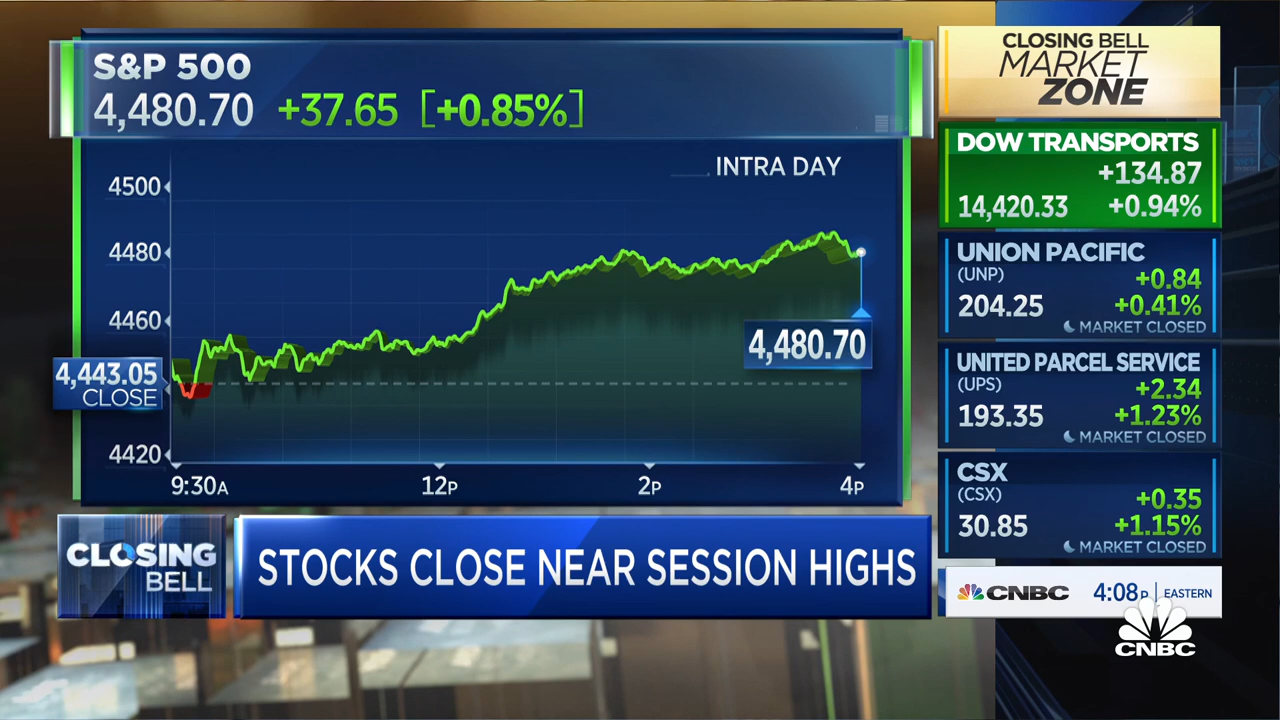 S&P 500
4,480.70 +37.65 [+0.85%]
INTRA DAY
4500
4480
4460
4,443.05
CLOSE
4420
4,480.70
9:30A 12P 2P 4P
CLOSING
BELL
STOCKS CLOSE NEAR SESSION HIGHS
CLOSING BELL
MARKET
ZONE
DOW TRANSPORTS
+134.87
14,420.33 +0.94%
UNION PACIFIC
(UNP) +0.84
204.25 +0.41%
MARKET CLOSED
UNITED PARCEL SERVICE
(UPS) +2.34
193.35 +1.23%
MARKET CLOSED
CSX
(CSX) +0.35
30.85 +1.15%
MARKET CLOSED
CNBC 4:08P EASTERN
CNBC